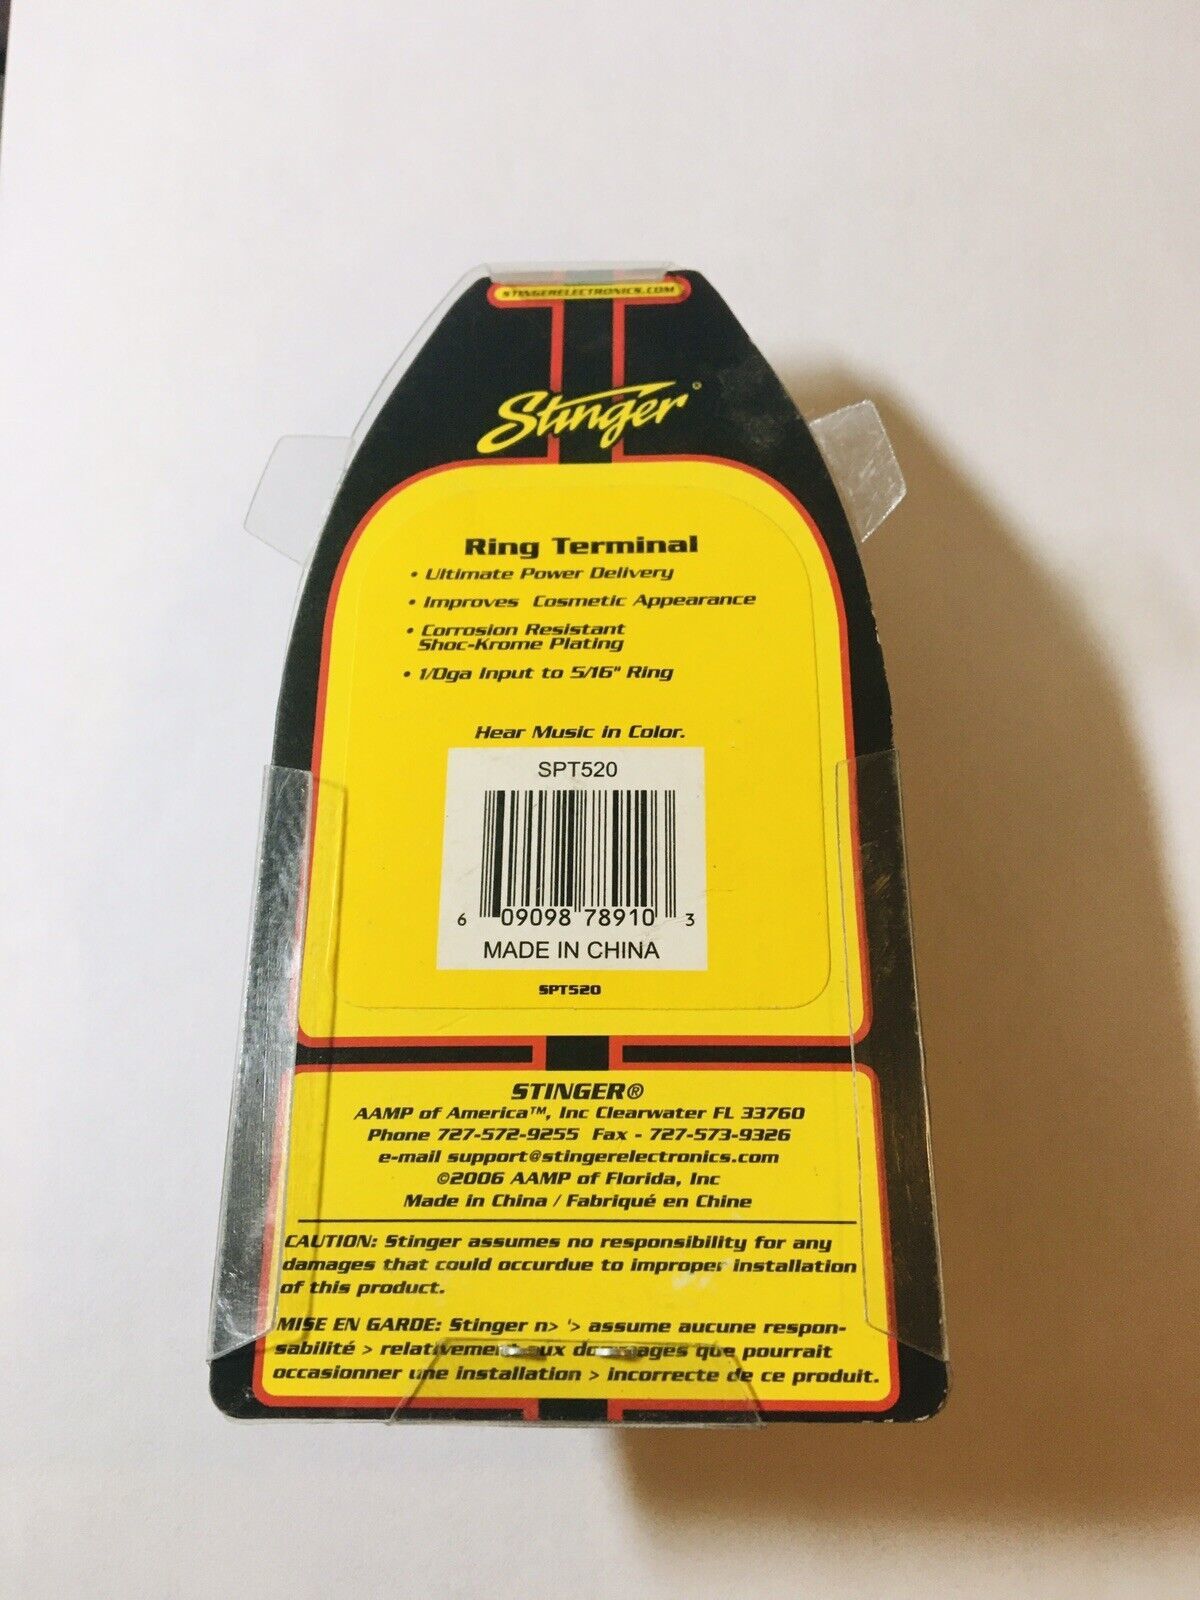 STINGERELECTRONICS.COM
Stinger®
Ring Terminal
• Ultimate Power Delivery
• Improves Cosmetic Appearance
• Corrosion Resistant
Shoc-Krome Plating
• 1/0ga Input to 5/16" Ring
Hear Music in Color.
SPT520
6 09098 78910 3
MADE IN CHINA
SPT520
STINGER®
AAMP of America™, Inc Clearwater FL 33760
Phone 727-572-9255 Fax - 727-573-9326
e-mail support@stingerelectronics.com
©2006 AAMP of Florida, Inc
Made in China / Fabriqué en Chine
CAUTION: Stinger assumes no responsibility for any
damages that could occurdue to improper installation
of this product.
MISE EN GARDE: Stinger n> '> assume aucune respon-
sabilité > relativement aux dommages que pourrait
occasionner une installation > incorrecte de ce produit.